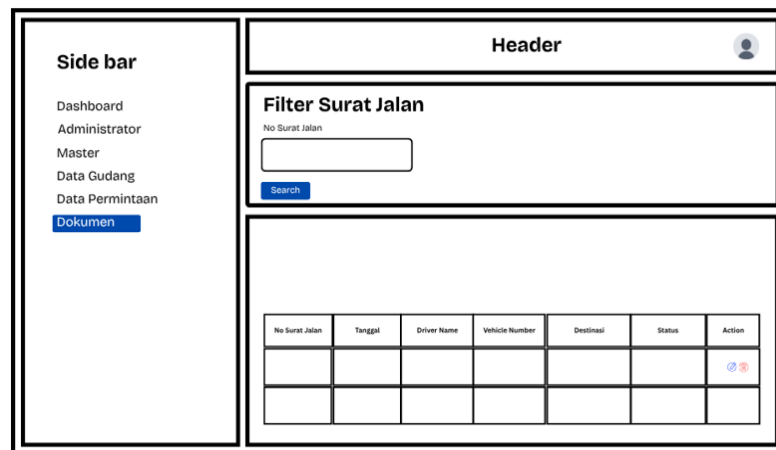 Side bar
Dashboard
Administrator
Master
Data Gudang
Data Permintaan
Dokumen
Header
Filter Surat Jalan
No Surat Jalan
Search
No Surat Jalan Tanggal Driver Name Vehicle Number Destinasi Status Action